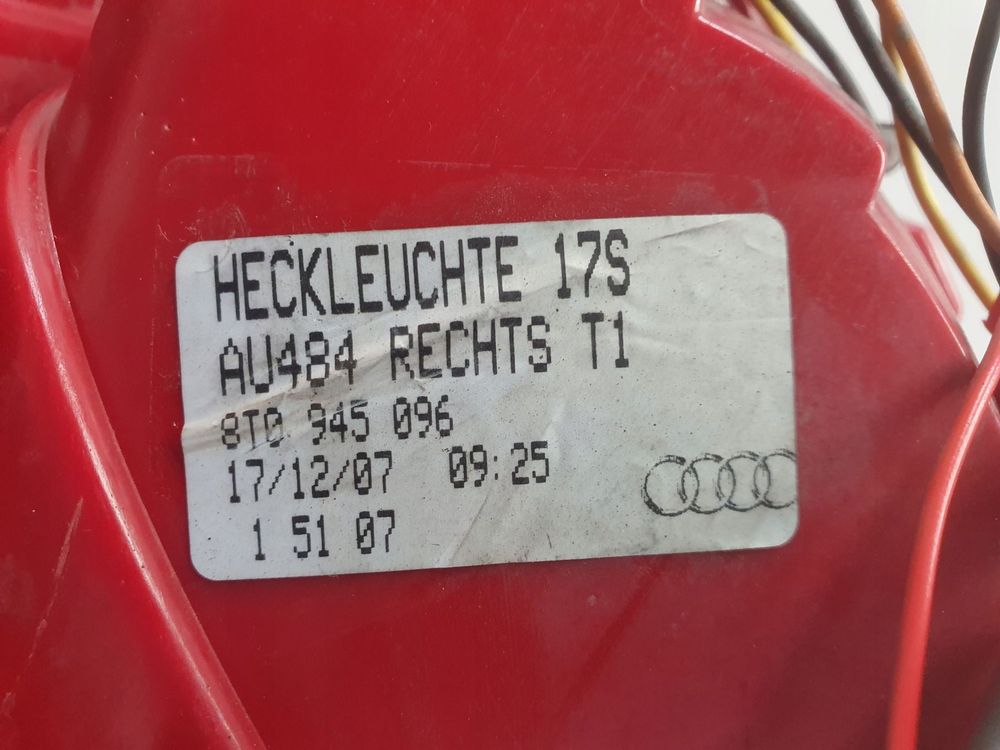 HECKLEUCHTE 17S
AU484 RECHTS T1
8T0 945 096
17/12/07 09:25
1 51 07